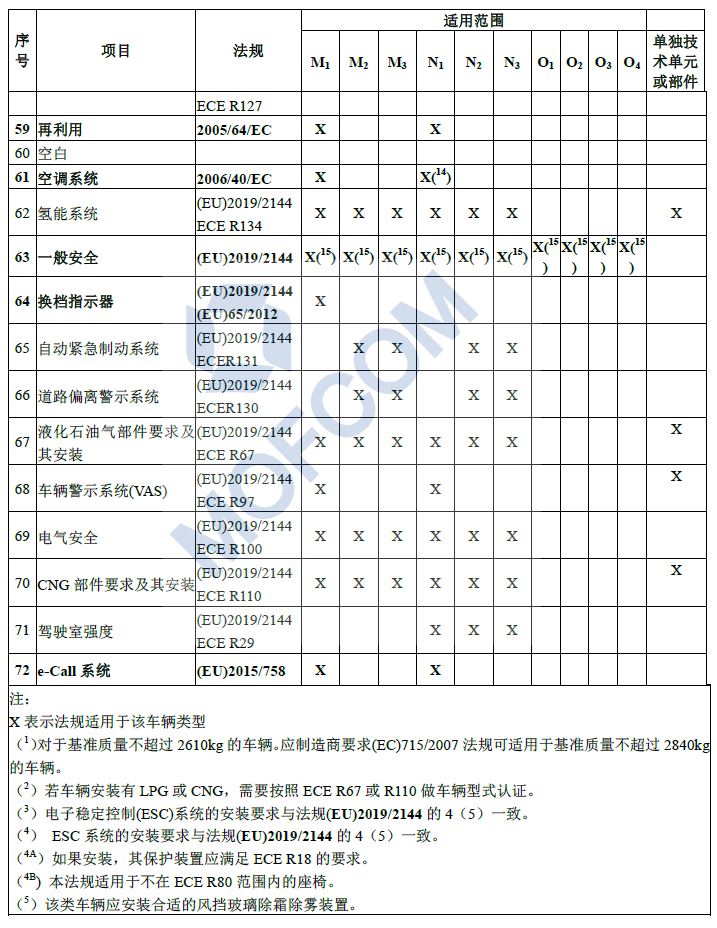 序号 项目 法规 适用范围 单独技术单元或部件
M1 M2 M3 N1 N2 N3 O1 O2 O3 O4
ECE R127
59 再利用 2005/64/EC X X
60 空白
61 空调系统 2006/40/EC X X(14)
62 氢能系统 (EU)2019/2144 ECE R134 X X X X X X X
63 一般安全 (EU)2019/2144 X(15) X(15) X(15) X(15) X(15) X(15) X(15) X(15) X(15) X(15)
64 换档指示器 (EU)2019/2144 (EU)65/2012 X
65 自动紧急制动系统 (EU)2019/2144 ECER131 X X X X
66 道路偏离警示系统 (EU)2019/2144 ECER130 X X X X
67 液化石油气部件要求及其安装 (EU)2019/2144 ECE R67 X X X X X X X
68 车辆警示系统(VAS) (EU)2019/2144 ECE R97 X X X
69 电气安全 (EU)2019/2144 ECE R100 X X X X X X
70 CNG 部件要求及其安装 (EU)2019/2144 ECE R110 X X X X X X X
71 驾驶室强度 (EU)2019/2144 ECE R29 X X X
72 e-Call 系统 (EU)2015/758 X X
注：
X 表示法规适用于该车辆类型
（1)对于基准质量不超过 2610kg 的车辆。应制造商要求(EC)715/2007 法规可适用于基准质量不超过 2840kg
的车辆。
（2）若车辆安装有 LPG 或 CNG，需要按照 ECE R67 或 R110 做车辆型式认证。
（3）电子稳定控制(ESC)系统的安装要求与法规(EU)2019/2144 的 4（5）一致。
（4） ESC 系统的安装要求与法规(EU)2019/2144 的 4（5）一致。
（4A）如果安装，其保护装置应满足 ECE R18 的要求。
（4B) 本法规适用于不在 ECE R80 范围内的座椅。
（5）该类车辆应安装合适的风挡玻璃除霜除雾装置。
MOFCOM